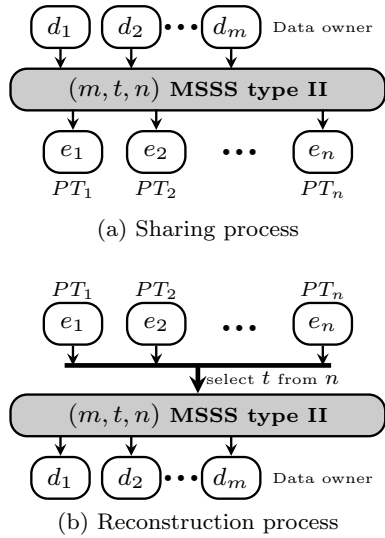 d₁ d₂ ••• dₘ Data owner
(m, t, n) MSSS type II
e₁ e₂ ••• eₙ
PT₁ PT₂ PTₙ
(a) Sharing process
PT₁ PT₂ PTₙ
e₁ e₂ ••• eₙ
select t from n
(m, t, n) MSSS type II
d₁ d₂ ••• dₘ Data owner
(b) Reconstruction process